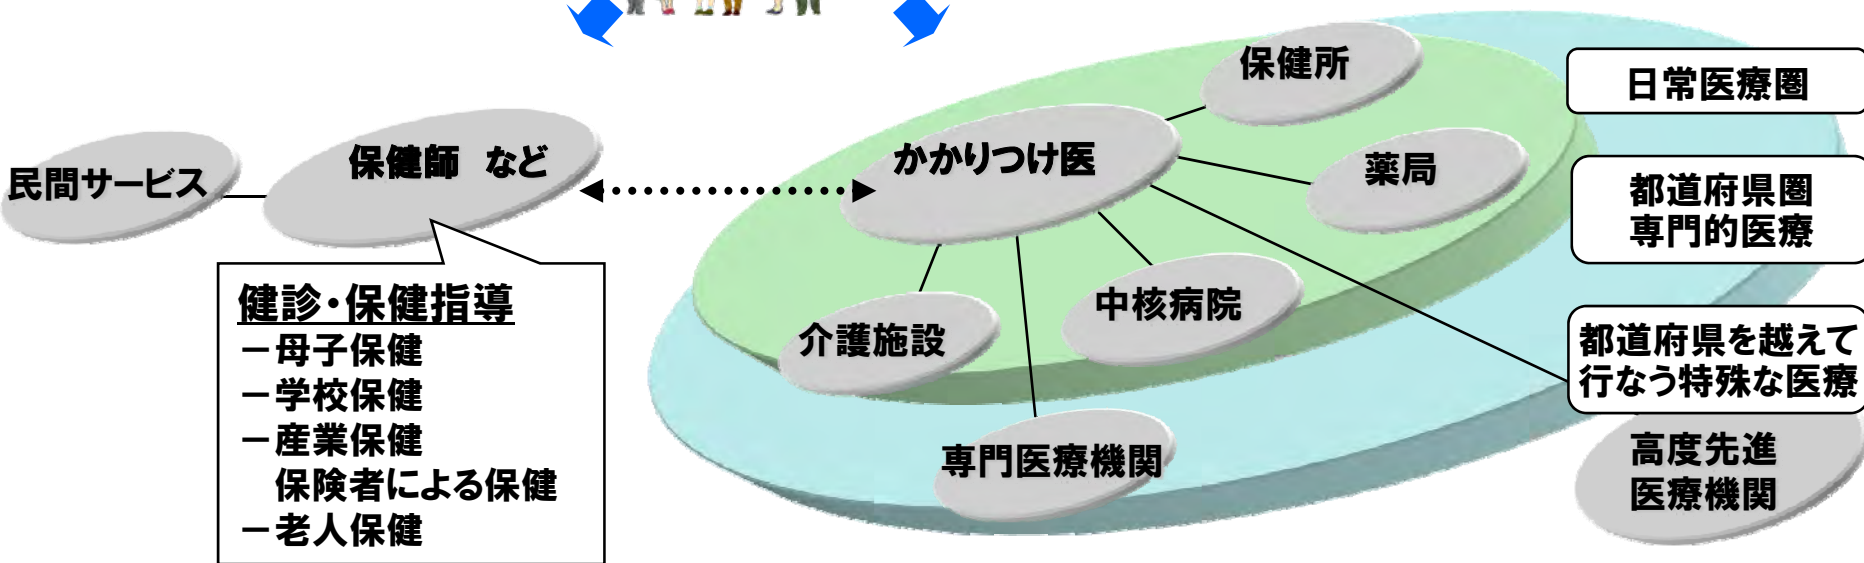 保健所
日常医療圏
かかりつけ医
保健師 など
薬局
民間サービス
都道府県圏
専門的医療
健診・保健指導
－母子保健
－学校保健
－産業保健
保険者による保健
－老人保健
中核病院
介護施設
都道府県を越えて
行なう特殊な医療
専門医療機関
高度先進
医療機関